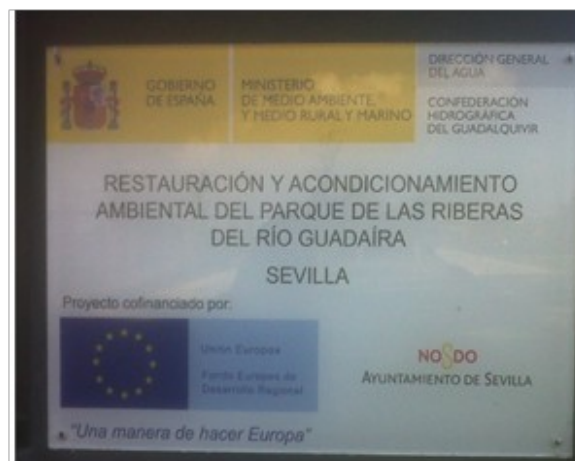 GOBIERNO
DE ESPAÑA
MINISTERIO
DE MEDIO AMBIENTE,
Y MEDIO RURAL Y MARINO
DIRECCIÓN GENERAL
DEL AGUA
CONFEDERACIÓN
HIDROGRÁFICA
DEL GUADALQUIVIR
RESTAURACIÓN Y ACONDICIONAMIENTO
AMBIENTAL DEL PARQUE DE LAS RIBERAS
DEL RÍO GUADAÍRA
SEVILLA
Proyecto cofinanciado por:
Unión Europea
Fondo Europeo de
Desarrollo Regional
NO8DO
AYUNTAMIENTO DE SEVILLA
"Una manera de hacer Europa"